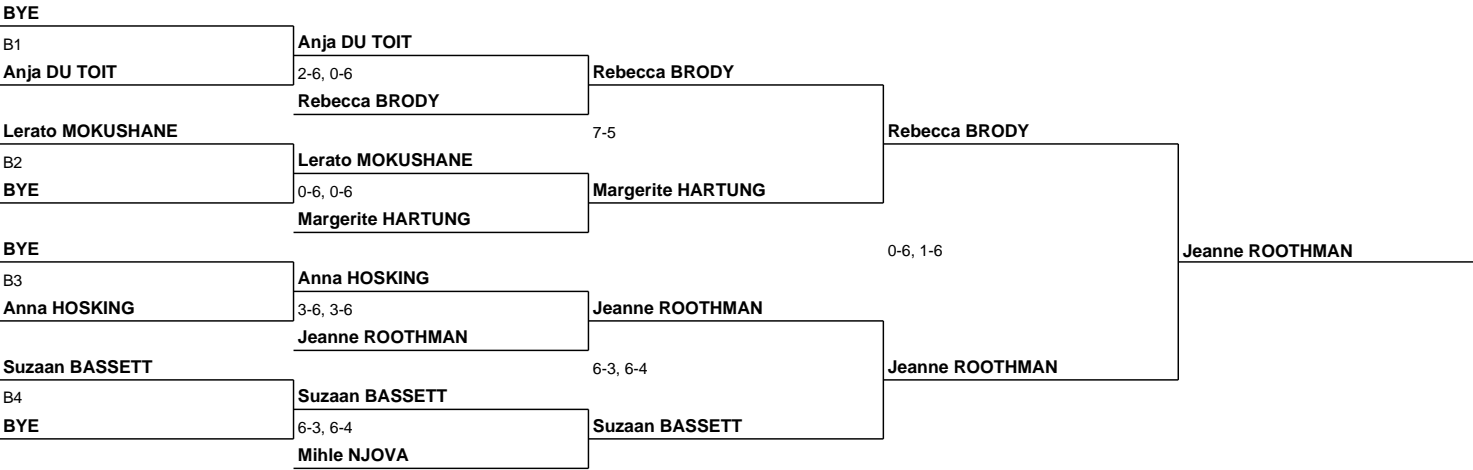 BYE
B1
Anja DU TOIT
Anja DU TOIT
2-6, 0-6
Rebecca BRODY
Rebecca BRODY
Lerato MOKUSHANE
B2
BYE
Lerato MOKUSHANE
0-6, 0-6
Margerite HARTUNG
Margerite HARTUNG
7-5
Rebecca BRODY
BYE
B3
Anna HOSKING
Anna HOSKING
3-6, 3-6
Jeanne ROOTHMAN
Jeanne ROOTHMAN
Suzaan BASSETT
B4
BYE
Suzaan BASSETT
6-3, 6-4
Mihle NJOVA
Suzaan BASSETT
6-3, 6-4
Jeanne ROOTHMAN
0-6, 1-6
Jeanne ROOTHMAN